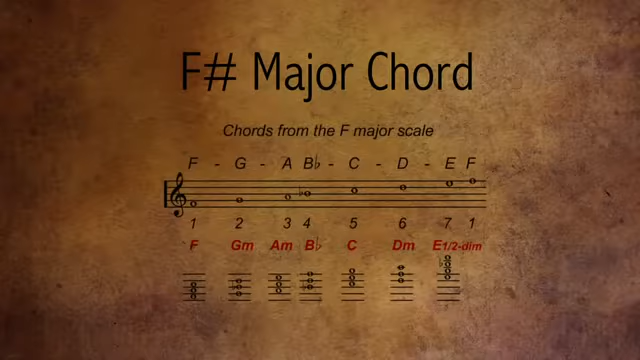 F# Major Chord
Chords from the F major scale
F - G - A B♭ - C - D - E F
1 2 3 4 5 6 7 1
F Gm Am B♭ C Dm E1/2-dim